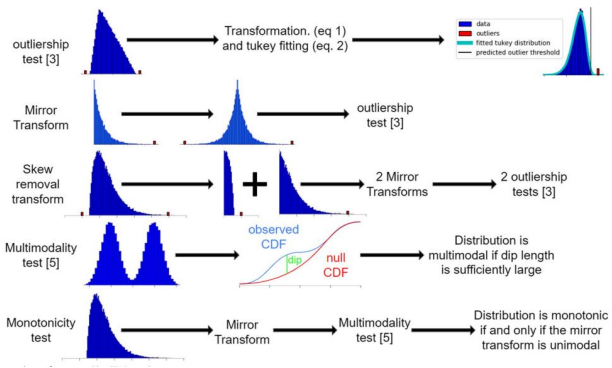 outliership
test [3]
Transformation. (eq 1)
and tukey fitting (eq. 2)
data
outliers
fitted tukey distribution
predicted outlier threshold
Mirror
Transform
outliership
test [3]
Skew
removal
transform
2 Mirror
Transforms
2 outliership
tests [3]
Multimodality
test [5]
observed
CDF
dip
null
CDF
Distribution is
multimodal if dip length
is sufficiently large
Monotonicity
test
Mirror
Transform
Multimodality
test [5]
Distribution is monotonic
if and only if the mirror
transform is unimodal